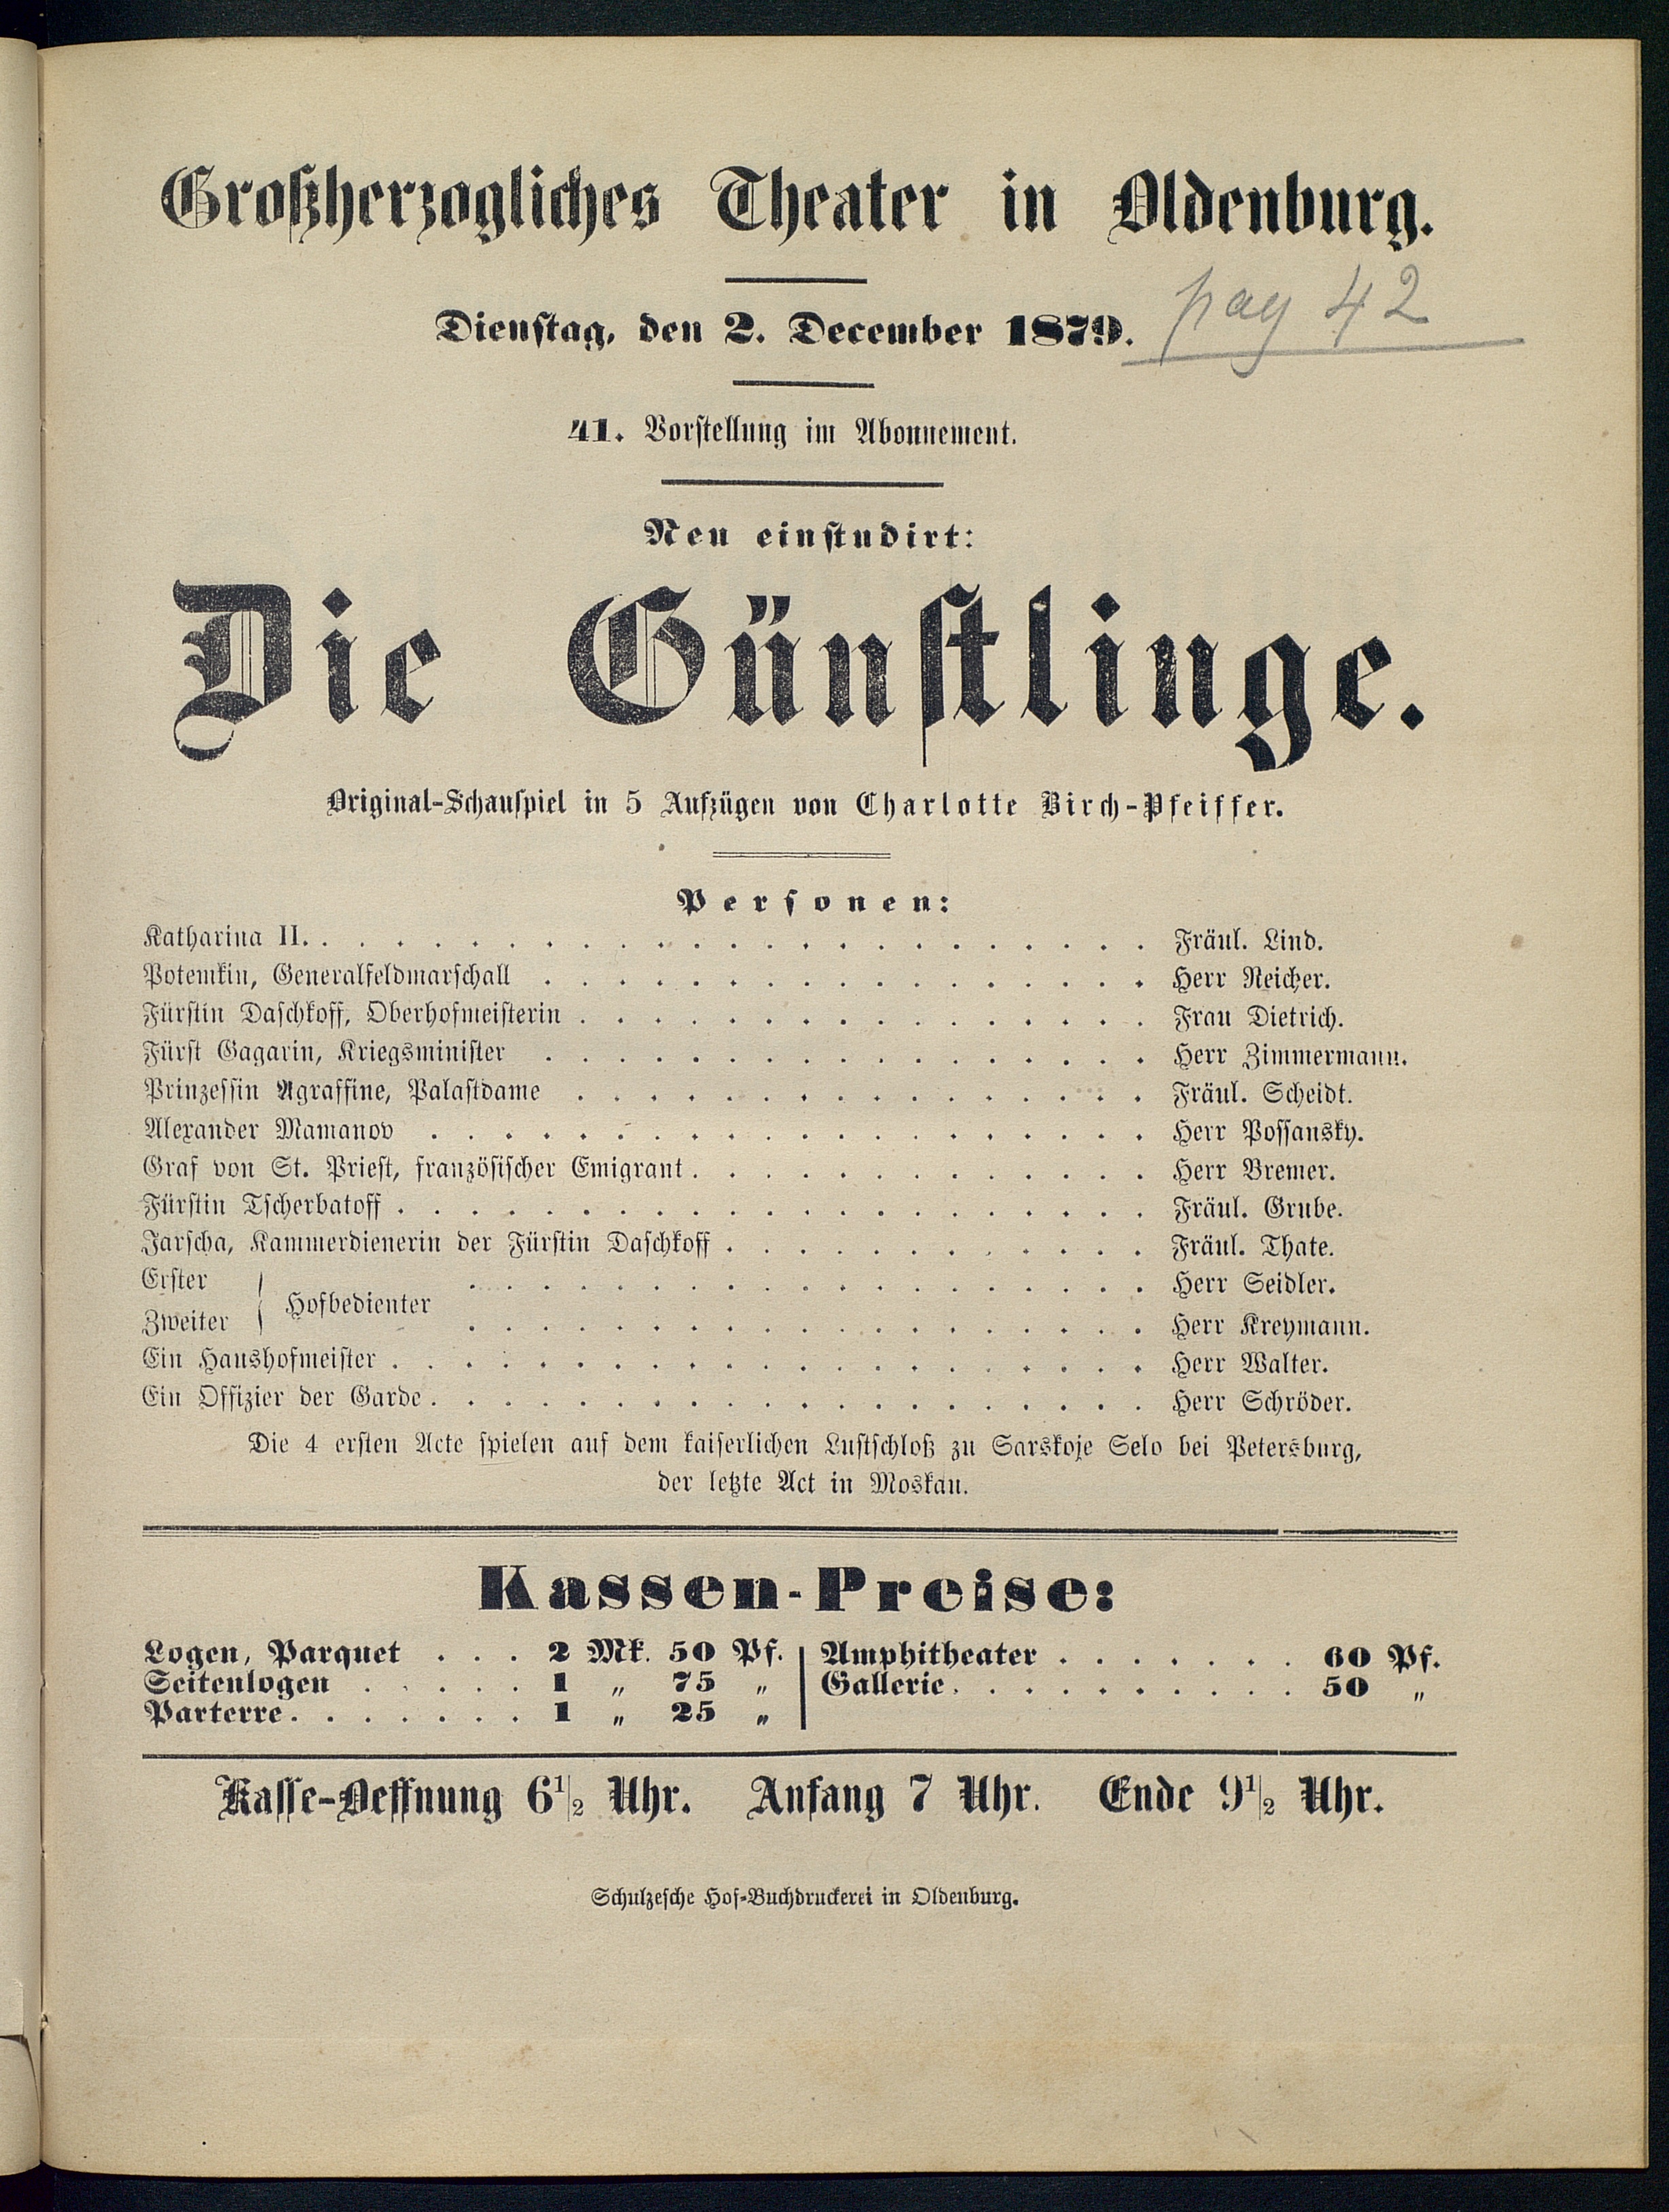 Großherzogliches Theater in Oldenburg.
Dienstag, den 2. December 1879.
pag 42
41. Vorstellung im Abonnement.
Neu einstudirt:
Die Günstlinge.
Original-Schauspiel in 5 Aufzügen von Charlotte Birch-Pfeiffer.
Personen:
Katharina II. . . . . . . . . . . . . . . . . . . . . . . . Fräul. Lind.
Potemkin, Generalfeldmarschall . . . . . . . . . . . . . . . . . Herr Reicher.
Fürstin Daschkoff, Oberhofmeisterin . . . . . . . . . . . . . . . . Frau Dietrich.
Fürst Gagarin, Kriegsminister . . . . . . . . . . . . . . . . . Herr Zimmermann.
Prinzessin Agraffine, Palastdame . . . . . . . . . . . . . . . . Fräul. Scheidt.
Alexander Mamanov . . . . . . . . . . . . . . . . . . . . Herr Possansky.
Graf von St. Priest, französischer Emigrant . . . . . . . . . . . . . Herr Bremer.
Fürstin Tscherbatoff . . . . . . . . . . . . . . . . . . . . . Fräul. Grube.
Jarscha, Kammerdienerin der Fürstin Daschkoff . . . . . . . . . . . . Fräul. Thate.
Erster . . . . . . . . . . . . . . . . . . . Herr Seidler.
Hofbedienter
Zweiter . . . . . . . . . . . . . . . . . . . Herr Kreymann.
Ein Haushofmeister . . . . . . . . . . . . . . . . . . . . . Herr Walter.
Ein Offizier der Garde . . . . . . . . . . . . . . . . . . . . Herr Schröder.
Die 4 ersten Acte spielen auf dem kaiserlichen Lustschloß zu Sarskoje Selo bei Petersburg,
der letzte Act in Moskau.
Kassen-Preise:
Logen, Parquet . . . 2 Mk. 50 Pf. Amphitheater . . . . . . . 60 Pf.
Seitenlogen . . . . . 1 „ 75 „ Gallerie . . . . . . . . . . 50 „
Parterre . . . . . . . 1 „ 25 „
Kasse-Oeffnung 6 1/2 Uhr. Anfang 7 Uhr. Ende 9 1/2 Uhr.
Schulzesche Hof-Buchdruckerei in Oldenburg.